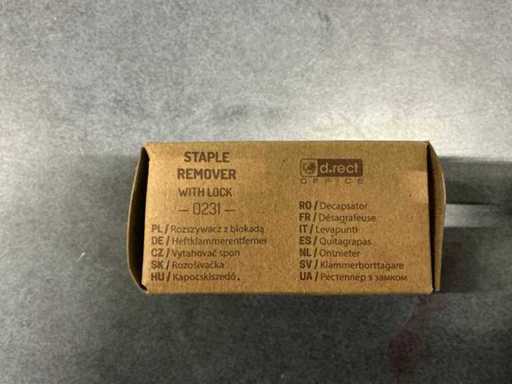 STAPLE
REMOVER
WITH LOCK
— 0231 —
PL / Rozszywacz z blokadą
DE / Heftklammerentferner
CZ / Vytahovač spon
SK / Rozošívačka
HU / Kapocskiszedő
d.rect
OFFICE
RO / Decapsator
FR / Désagrafeuse
IT / Levapunti
ES / Quitagrapas
NL / Ontnieter
SV / Klammerborttagare
UA / Рестеплер з замком